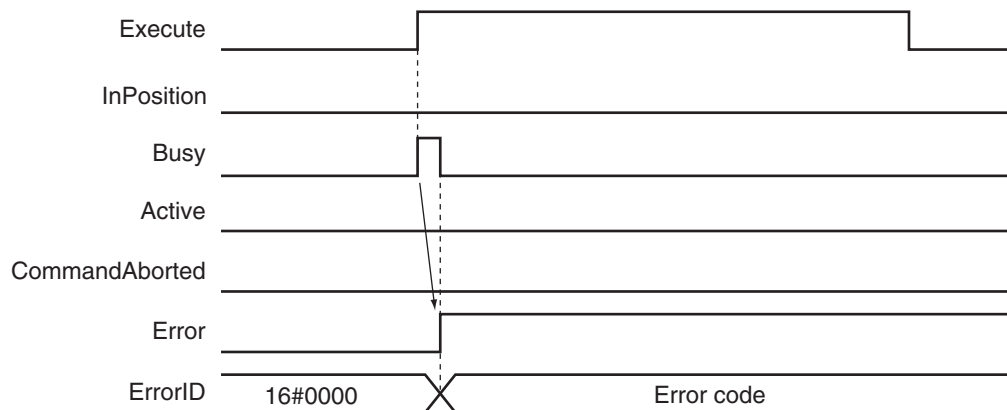 Execute
InPosition
Busy
Active
CommandAborted
Error
ErrorID 16#0000 Error code